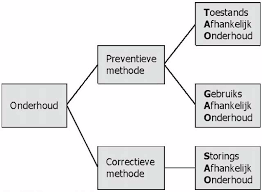 Toestands
Afhankelijk
Onderhoud
Preventieve
methode
Gebruiks
Afhankelijk
Onderhoud
Onderhoud
Correctieve
methode
Storings
Afhankelijk
Onderhoud